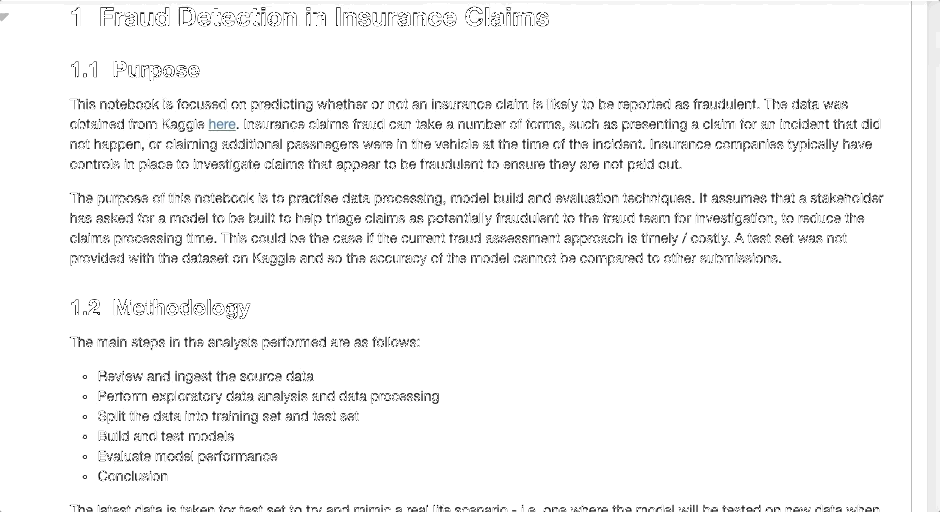 1 Fraud Detection in Insurance Claims
1.1 Purpose
This notebook is focused on predicting whether or not an insurance claim is likely to be reported as fraudulent. The data was
obtained from Kaggle here. Insurance claims fraud can take a number of forms, such as presenting a claim for an incident that did
not happen, or claiming additional passnegers were in the vehicle at the time of the incident. Insurance companies typically have
controls in place to investigate claims that appear to be fraudulent to ensure they are not paid out.
The purpose of this notebook is to practise data processing, model build and evaluation techniques. It assumes that a stakeholder
has asked for a model to be built to help triage claims as potentially fraudulent to the fraud team for investigation, to reduce the
claims processing time. This could be the case if the current fraud assessment approach is timely / costly. A test set was not
provided with the dataset on Kaggle and so the accuracy of the model cannot be compared to other submissions.
1.2 Methodology
The main steps in the analysis performed are as follows:
Review and ingest the source data
Perform exploratory data analysis and data processing
Split the data into training set and test set
Build and test models
Evaluate model performance
Conclusion
The latest data is taken for test set to try and mimic a real life scenario - i.e. one where the model will be tested on new data when